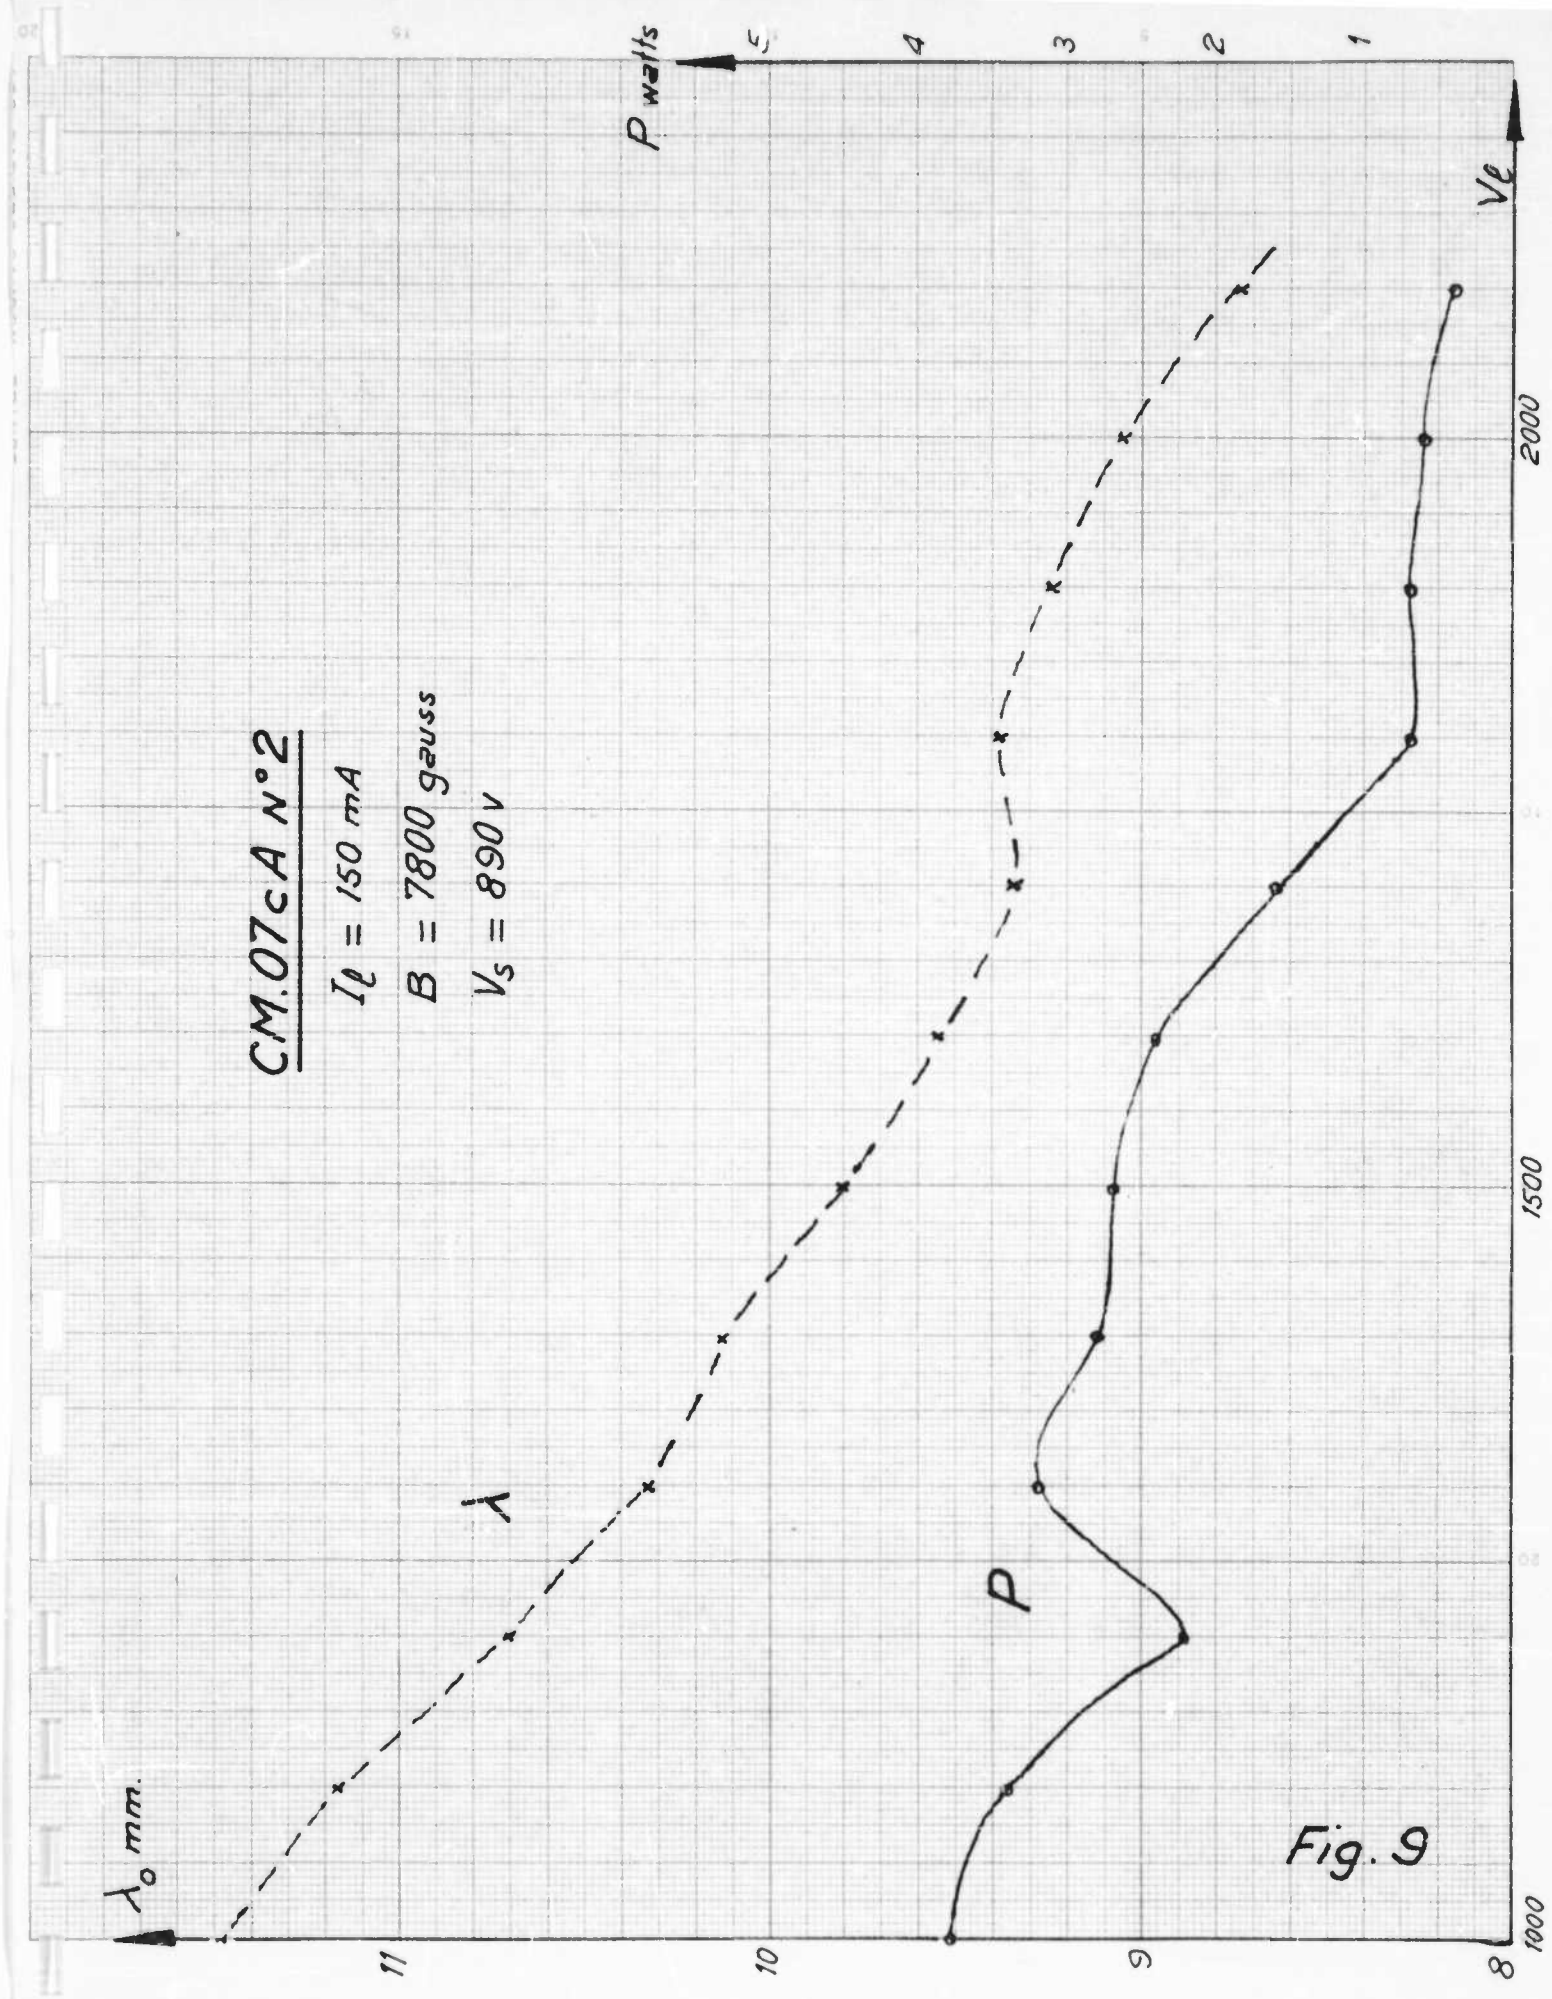 CM.07cA N°2
Iℓ = 150 mA
B = 7800 gauss
Vs = 890 v
λ₀ mm.
11
10
9
8
P watts
5
4
3
2
1
λ
P
1000
1500
2000
Vℓ
Fig. 9